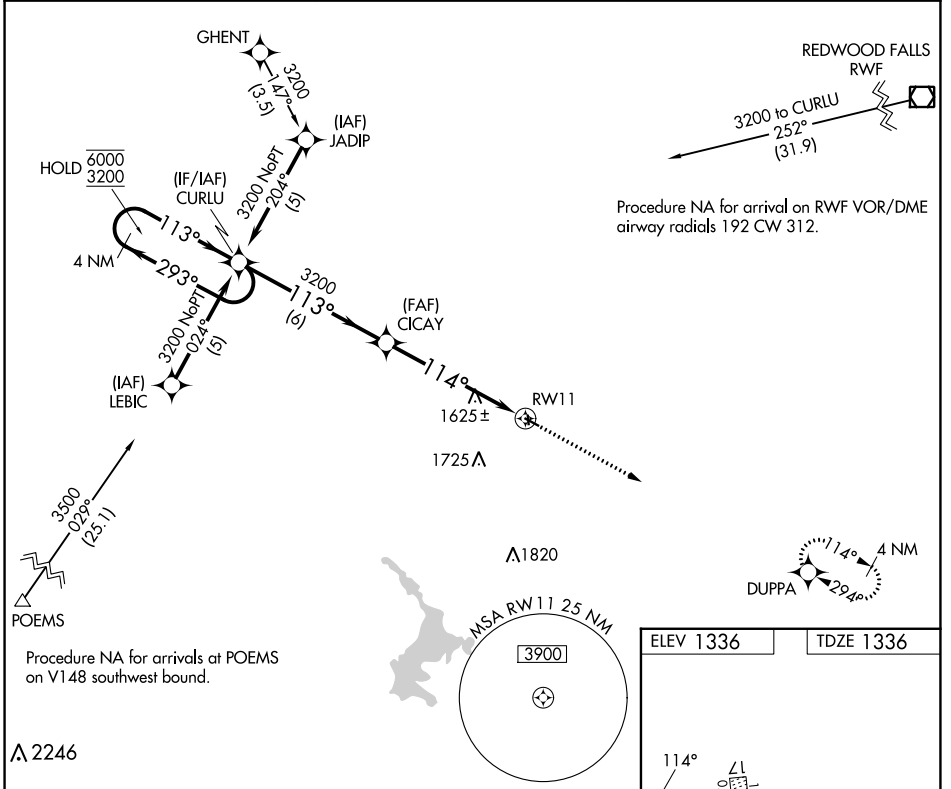 GHENT
3200
147°
(3.5)
(IAF)
JADIP
REDWOOD FALLS
RWF
3200 to CURLU
252°
(31.9)
Procedure NA for arrival on RWF VOR/DME
airway radials 192 CW 312.
HOLD 6000
3200
(IF/IAF)
CURLU
3200 NoPT
204°
(5)
113°
4 NM
293°
3200
113°
(6)
(FAF)
CICAY
3200 NoPT
024°
(5)
(IAF)
LEBIC
114°
1625±
RW11
1725
3500
029°
(25.1)
POEMS
1820
114°
4 NM
DUPPA
294°
Procedure NA for arrivals at POEMS
on V148 southwest bound.
MSA RW11 25 NM
3900
ELEV 1336
TDZE 1336
2246
114°
17